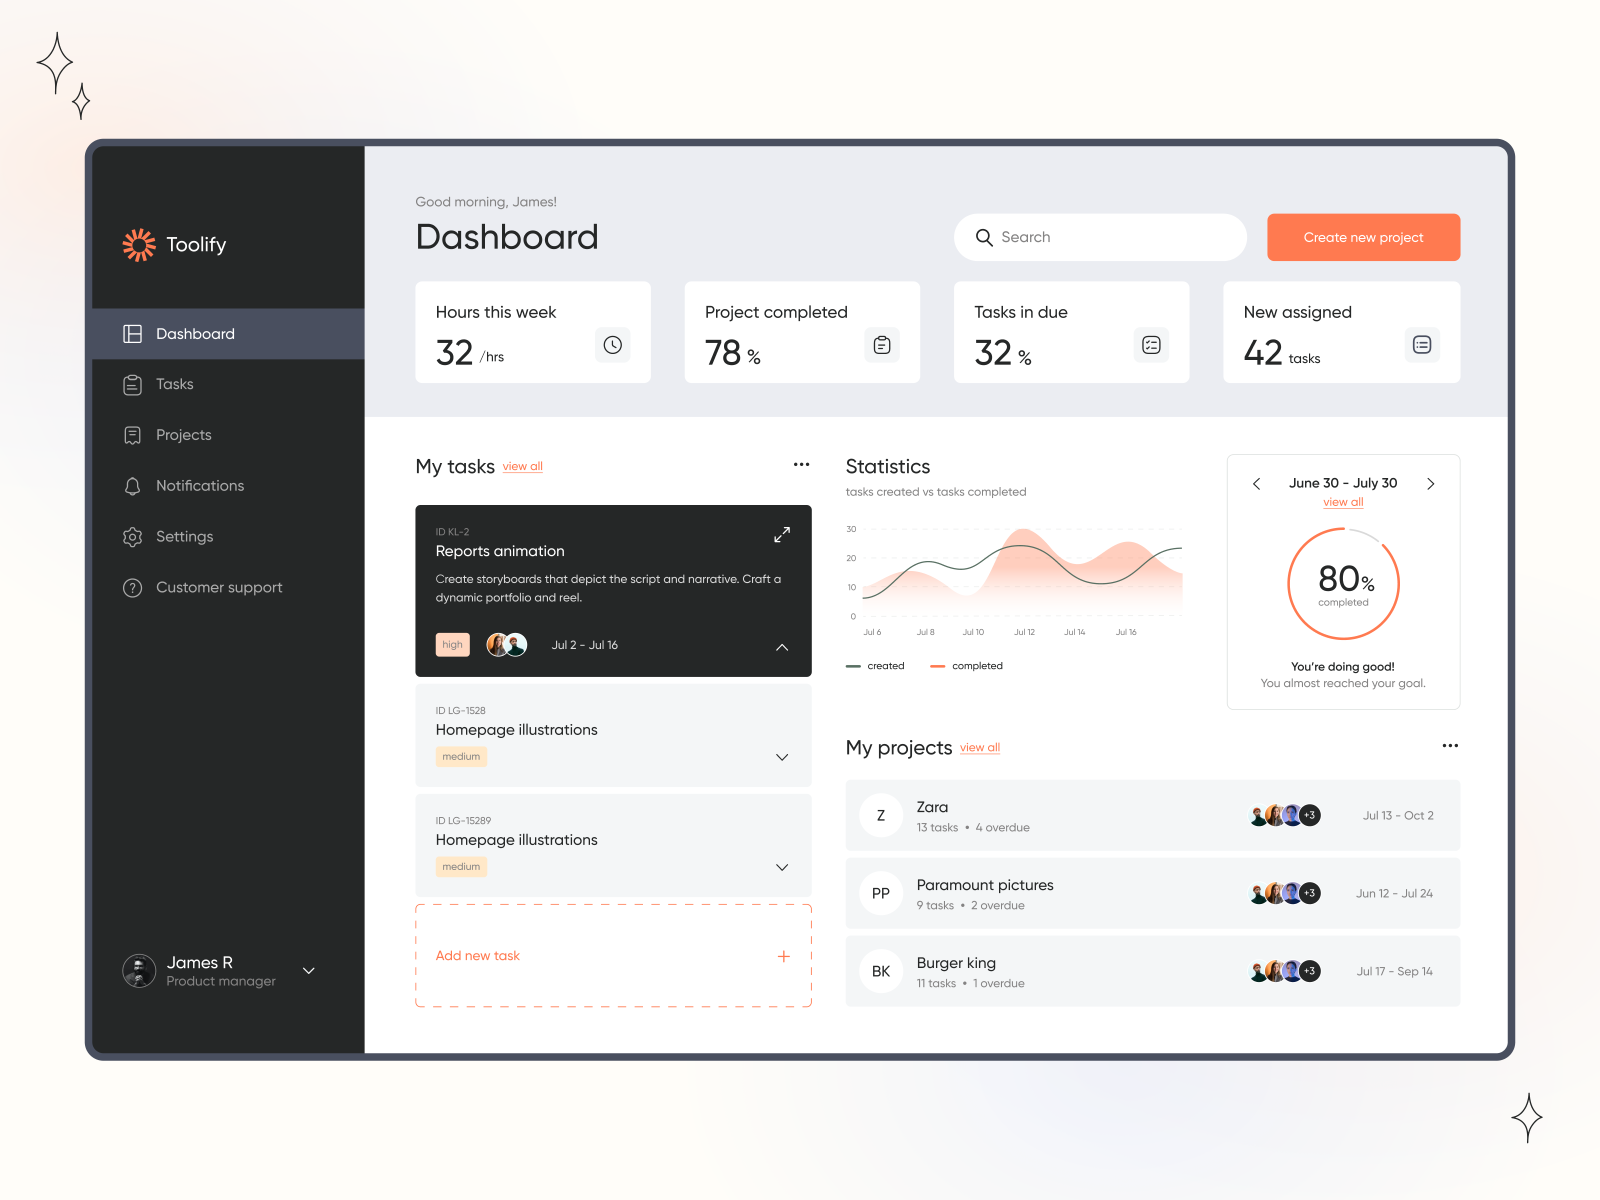 Toolify
Dashboard
Tasks
Projects
Notifications
Settings
Customer support
James R
Product manager
Good morning, James!
Dashboard
Search
Create new project
Hours this week
32 /hrs
Project completed
78 %
Tasks in due
32 %
New assigned
42 tasks
My tasks view all
ID KL-2
Reports animation
Create storyboards that depict the script and narrative. Craft a
dynamic portfolio and reel.
high
Jul 2 - Jul 16
ID LG-1528
Homepage illustrations
medium
ID LG-15289
Homepage illustrations
medium
Add new task
Statistics
tasks created vs tasks completed
30
20
10
0
Jul 6 Jul 8 Jul 10 Jul 12 Jul 14 Jul 16
created completed
June 30 - July 30
view all
80%
completed
You're doing good!
You almost reached your goal.
My projects view all
Z
Zara
13 tasks • 4 overdue
+3
Jul 13 - Oct 2
PP
Paramount pictures
9 tasks • 2 overdue
+3
Jun 12 - Jul 24
BK
Burger king
11 tasks • 1 overdue
+3
Jul 17 - Sep 14